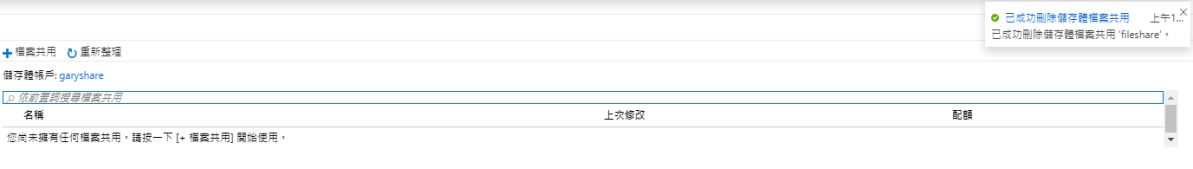 已成功刪除儲存體檔案共用 上午1...
已成功刪除儲存體檔案共用 'fileshare'。
檔案共用 重新整理
儲存體帳戶: garyshare
依前置詞搜尋檔案共用
名稱 上次修改 配額
您尚未擁有任何檔案共用。請按一下 [+ 檔案共用] 開始使用。